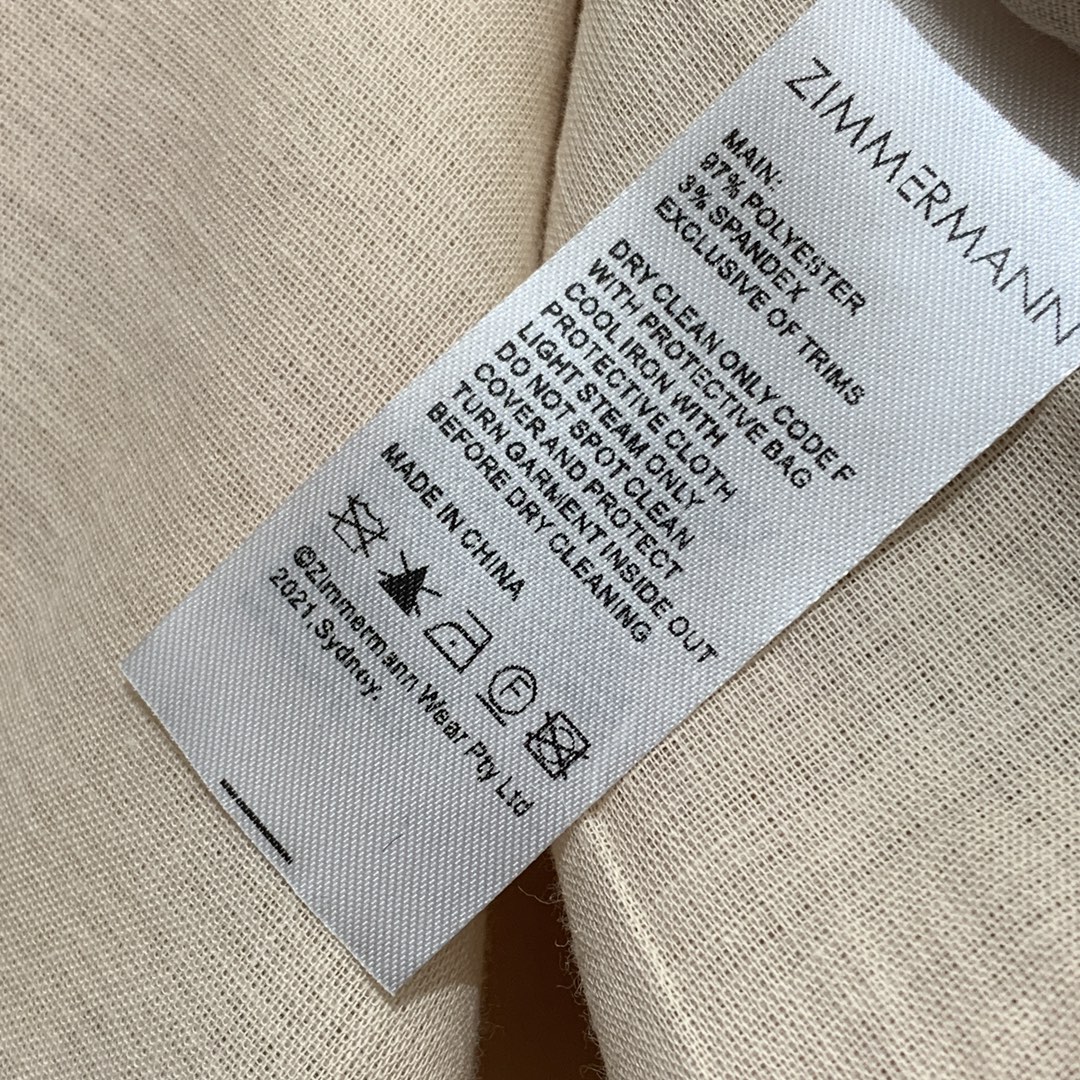 ZIMMERMANN
MAIN:
97% POLYESTER
3% SPANDEX
EXCLUSIVE OF TRIMS
DRY CLEAN ONLY CODE F
WITH PROTECTIVE BAG
COOL IRON WITH
PROTECTIVE CLOTH
LIGHT STEAM ONLY
DO NOT SPOT CLEAN
COVER AND PROTECT
TURN GARMENT INSIDE OUT
BEFORE DRY CLEANING
MADE IN CHINA
F
©Zimmermann Wear Pty Ltd
2021,Sydney.